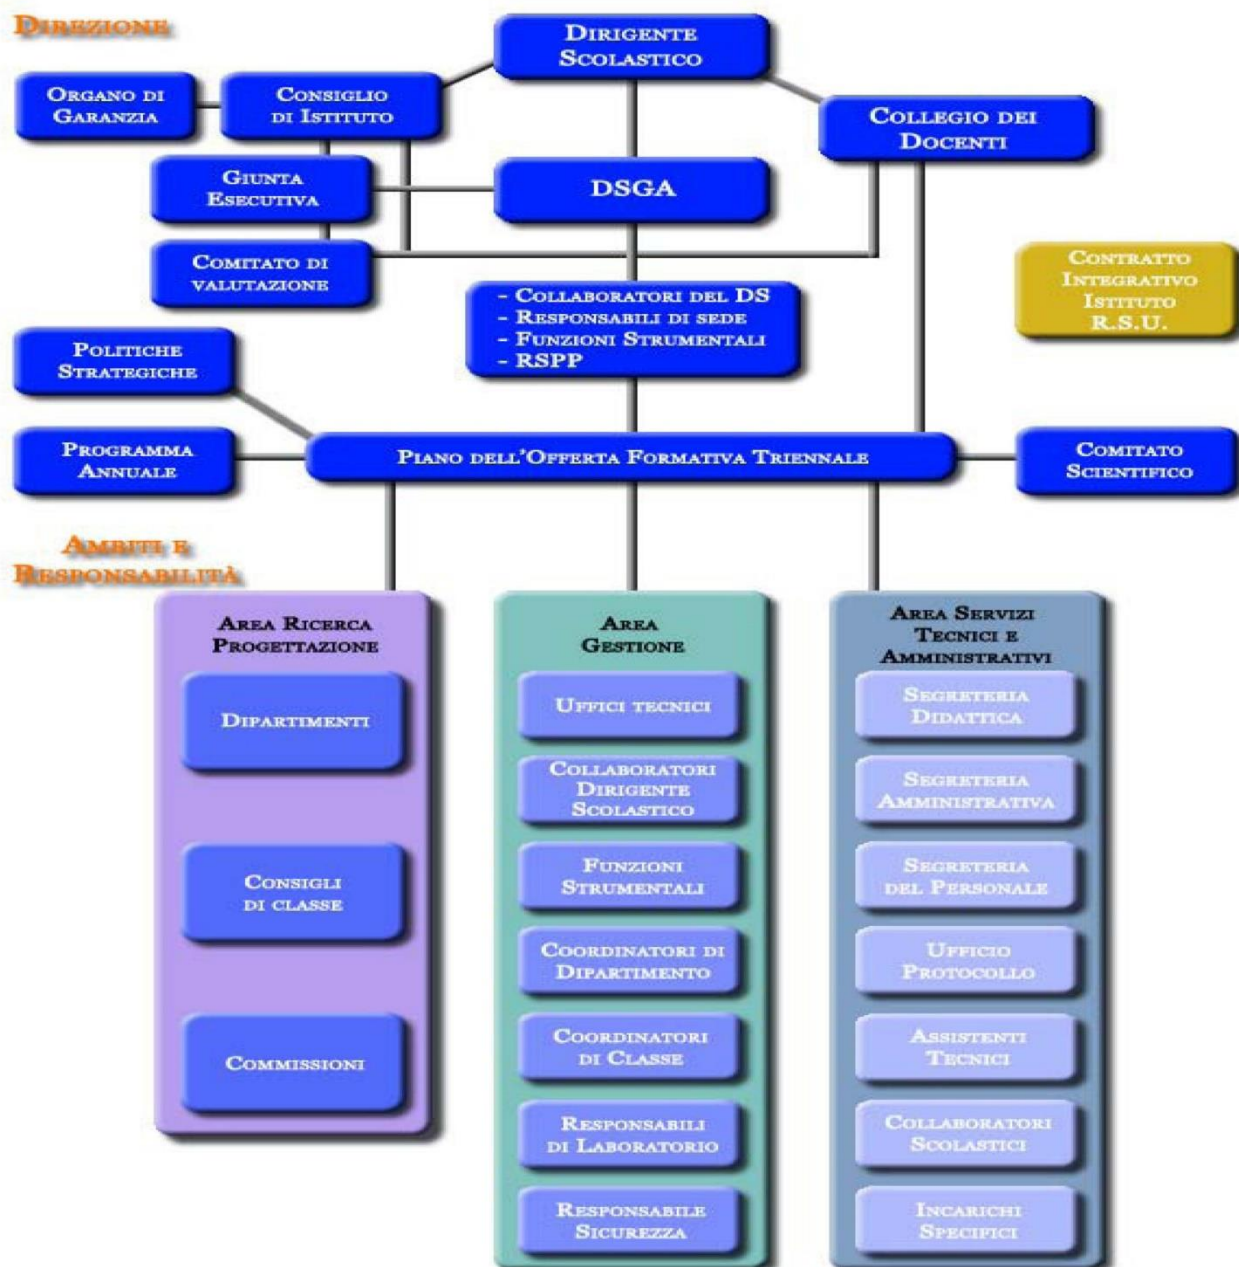 DIREZIONE
DIRIGENTE
SCOLASTICO
ORGANO DI
GARANZIA
CONSIGLIO
DI ISTITUTO
COLLEGIO DEI
DOCENTI
GIUNTA
ESECUTIVA
DSGA
COMITATO DI
VALUTAZIONE
CONTRATTO
INTEGRATIVO
ISTITUTO
R.S.U.
- COLLABORATORI DEL DS
- RESPONSABILI DI SEDE
- FUNZIONI STRUMENTALI
- RSPP
POLITICHE
STRATEGICHE
PROGRAMMA
ANNUALE
PIANO DELL'OFFERTA FORMATIVA TRIENNALE
COMITATO
SCIENTIFICO
AMBITI E
RESPONSABILITÀ
AREA RICERCA
PROGETTAZIONE
DIPARTIMENTI
CONSIGLI
DI CLASSE
COMMISSIONI
AREA
GESTIONE
UFFICI TECNICI
COLLABORATORI
DIRIGENTE
SCOLASTICO
FUNZIONI
STRUMENTALI
COORDINATORI DI
DIPARTIMENTO
COORDINATORI
DI CLASSE
RESPONSABILI
DI LABORATORIO
RESPONSABILE
SICUREZZA
AREA SERVIZI
TECNICI E
AMMINISTRATIVI
SEGRETERIA
DIDATTICA
SEGRETERIA
AMMINISTRATIVA
SEGRETERIA
DEL PERSONALE
UFFICIO
PROTOCOLLO
ASSISTENTI
TECNICI
COLLABORATORI
SCOLASTICI
INCARICHI
SPECIFICI